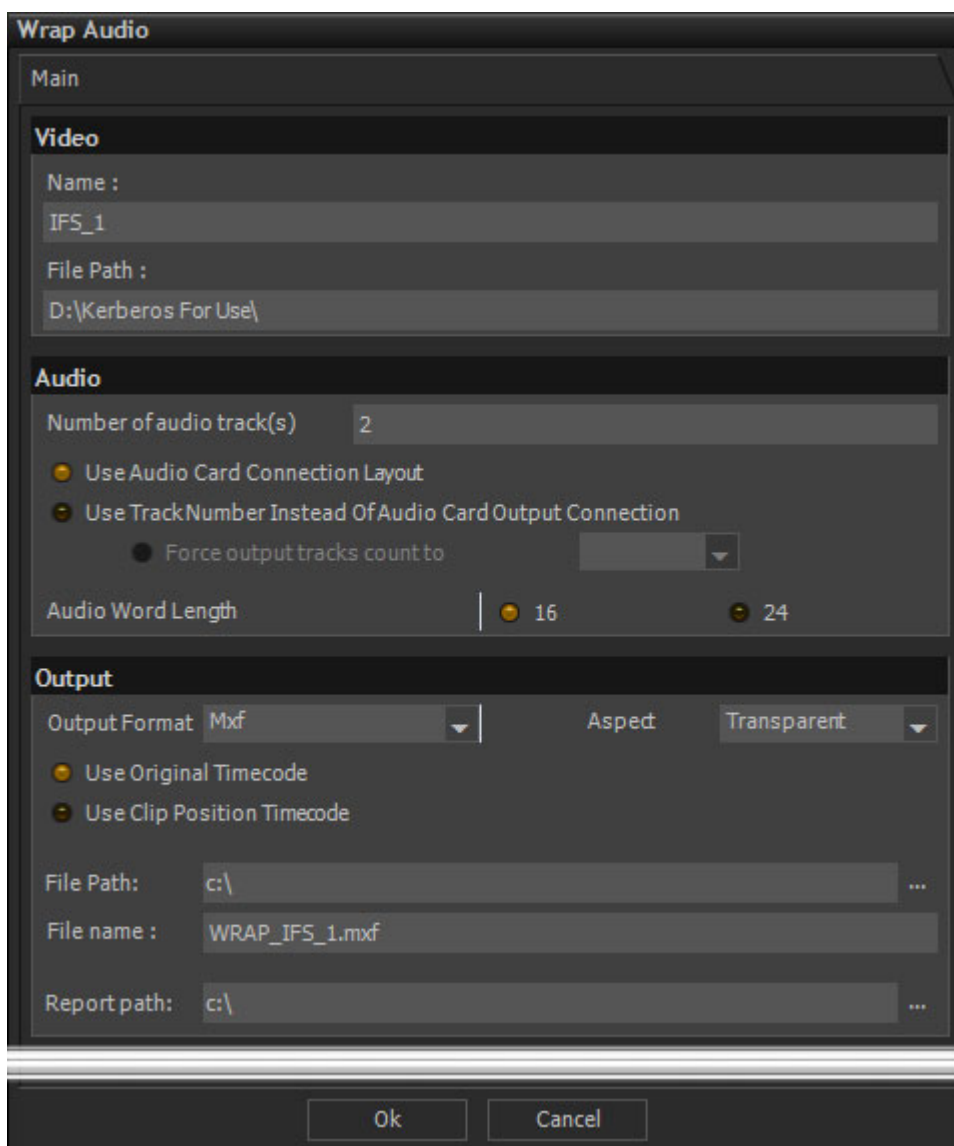 Wrap Audio
Main
Video
Name :
IFS_1
File Path :
D:\Kerberos For Use\
Audio
Number of audio track(s) 2
Use Audio Card Connection Layout
Use Track Number Instead Of Audio Card Output Connection
Force output tracks count to
Audio Word Length 16 24
Output
Output Format Mxf Aspect Transparent
Use Original Timecode
Use Clip Position Timecode
File Path: c:\ ...
File name : WRAP_IFS_1.mxf
Report path: c:\ ...
Ok Cancel